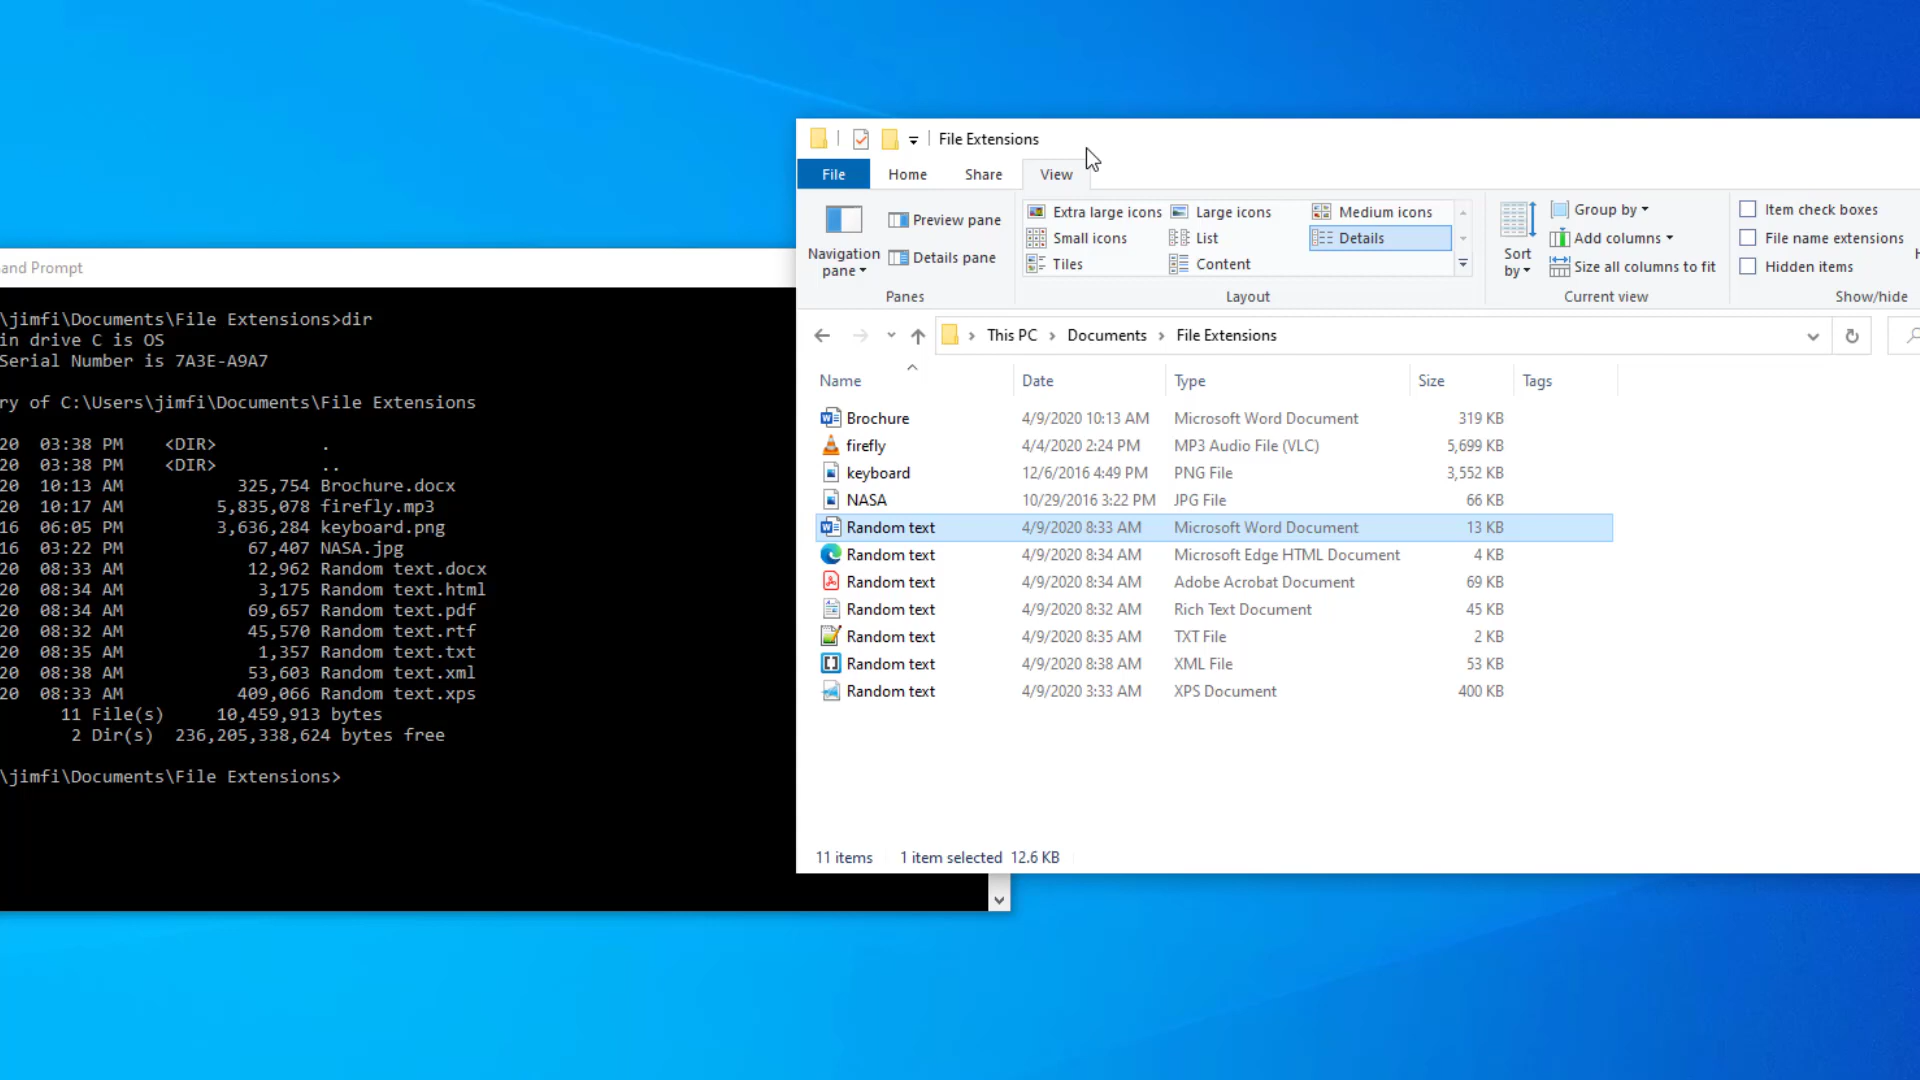 and Prompt
\jimfi\Documents\File Extensions>dir
in drive C is OS
Serial Number is 7A3E-A9A7
ry of C:\Users\jimfi\Documents\File Extensions
20 03:38 PM <DIR> .
20 03:38 PM <DIR> ..
20 10:13 AM 325,754 Brochure.docx
20 10:17 AM 5,835,078 firefly.mp3
16 06:05 PM 3,636,284 keyboard.png
16 03:22 PM 67,407 NASA.jpg
20 08:33 AM 12,962 Random text.docx
20 08:34 AM 3,175 Random text.html
20 08:34 AM 69,657 Random text.pdf
20 08:32 AM 45,570 Random text.rtf
20 08:35 AM 1,357 Random text.txt
20 08:38 AM 53,603 Random text.xml
20 08:33 AM 409,066 Random text.xps
11 File(s) 10,459,913 bytes
2 Dir(s) 236,205,338,624 bytes free
\jimfi\Documents\File Extensions>
File Extensions
File Home Share View
Navigation pane
Preview pane
Details pane
Panes
Extra large icons Large icons Medium icons
Small icons List Details
Tiles Content
Layout
Sort by
Group by
Add columns
Size all columns to fit
Current view
Item check boxes
File name extensions
Hidden items
Show/hide
This PC > Documents > File Extensions
Name Date Type Size Tags
Brochure 4/9/2020 10:13 AM Microsoft Word Document 319 KB
firefly 4/4/2020 2:24 PM MP3 Audio File (VLC) 5,699 KB
keyboard 12/6/2016 4:49 PM PNG File 3,552 KB
NASA 10/29/2016 3:22 PM JPG File 66 KB
Random text 4/9/2020 8:33 AM Microsoft Word Document 13 KB
Random text 4/9/2020 8:34 AM Microsoft Edge HTML Document 4 KB
Random text 4/9/2020 8:34 AM Adobe Acrobat Document 69 KB
Random text 4/9/2020 8:32 AM Rich Text Document 45 KB
Random text 4/9/2020 8:35 AM TXT File 2 KB
Random text 4/9/2020 8:38 AM XML File 53 KB
Random text 4/9/2020 3:33 AM XPS Document 400 KB
11 items 1 item selected 12.6 KB